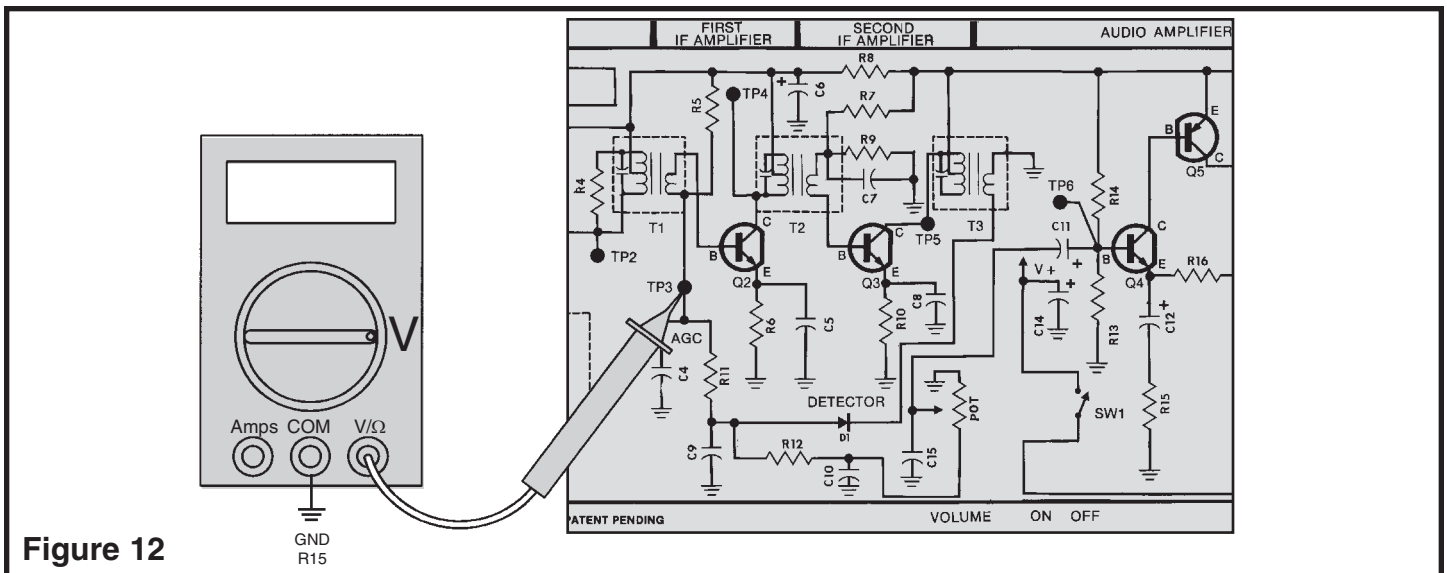 FIRST
IF AMPLIFIER
SECOND
IF AMPLIFIER
AUDIO AMPLIFIER
R8
R5
TP4
+
C6
R7
E
B
C
Q5
R9
R4
C7
TP6
R14
T1
C
T2
C
TP5
T3
C11
C
TP2
B
B
B
E
Q2
E
Q3
V +
+
+
E
Q4
R16
TP3
C8
+
R6
C5
R10
C14
R13
C12
V
AGC
C4
R11
DETECTOR
POT
SW1
R15
D1
Amps
COM
V/Ω
R12
C9
C10
C15
GND
R15
PATENT PENDING
VOLUME
ON
OFF
Figure 12